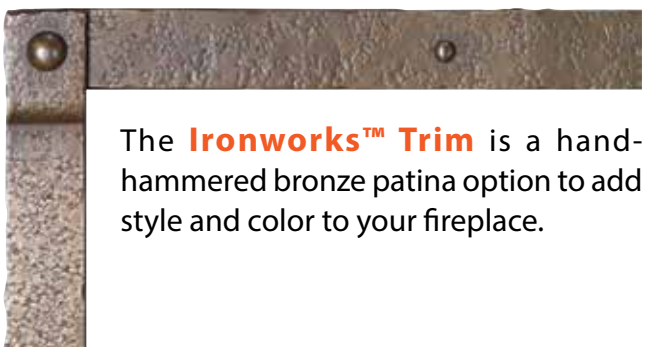 The Ironworks™ Trim is a hand-
hammered bronze patina option to add
style and color to your fireplace.